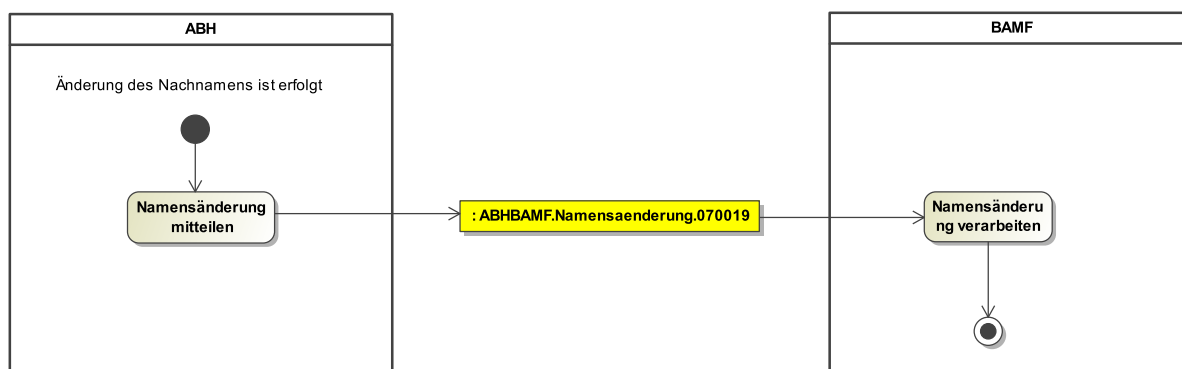 ABH
BAMF
Änderung des Nachnamens ist erfolgt
Namensänderung
mitteilen
: ABHBAMF.Namensaenderung.070019
Namensänderu
ng verarbeiten